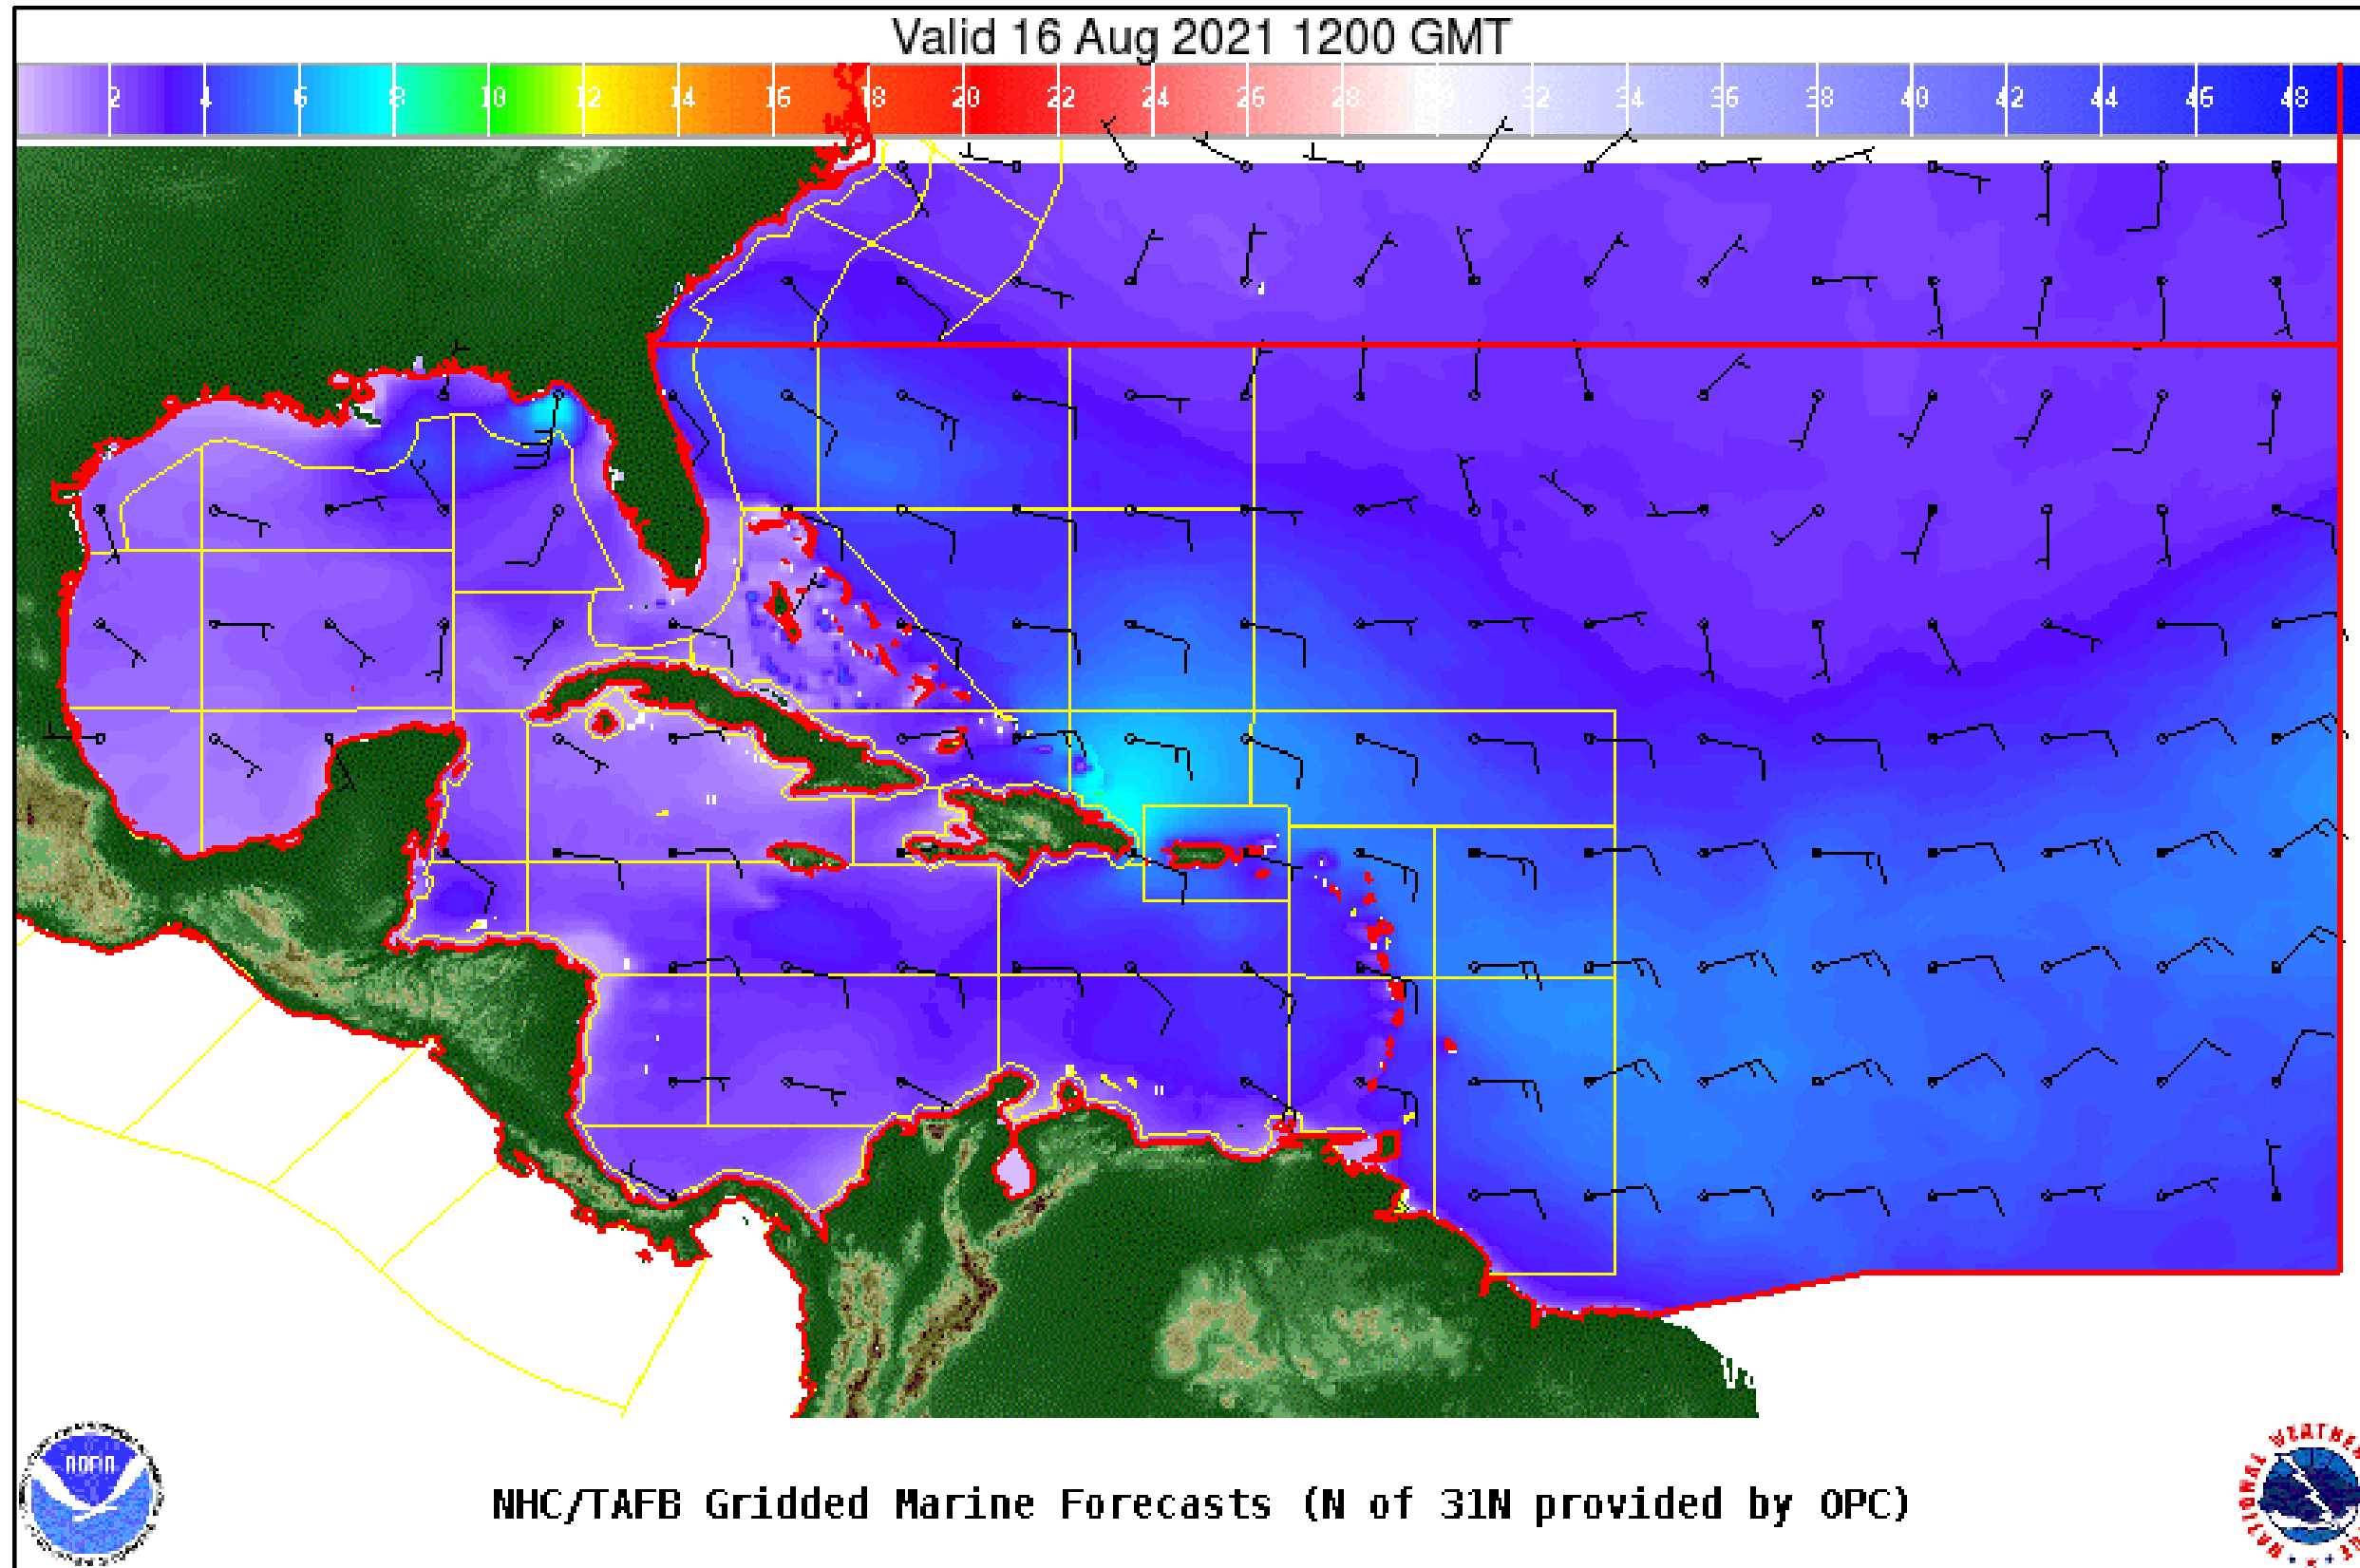 Valid 16 Aug 2021 1200 GMT
2 4 6 8 10 12 14 16 18 20 22 24 26 28 32 34 36 38 40 42 44 46 48
noaa
NATIONAL WEATHER
NHC/TAFB Gridded Marine Forecasts (N of 31N provided by OPC)